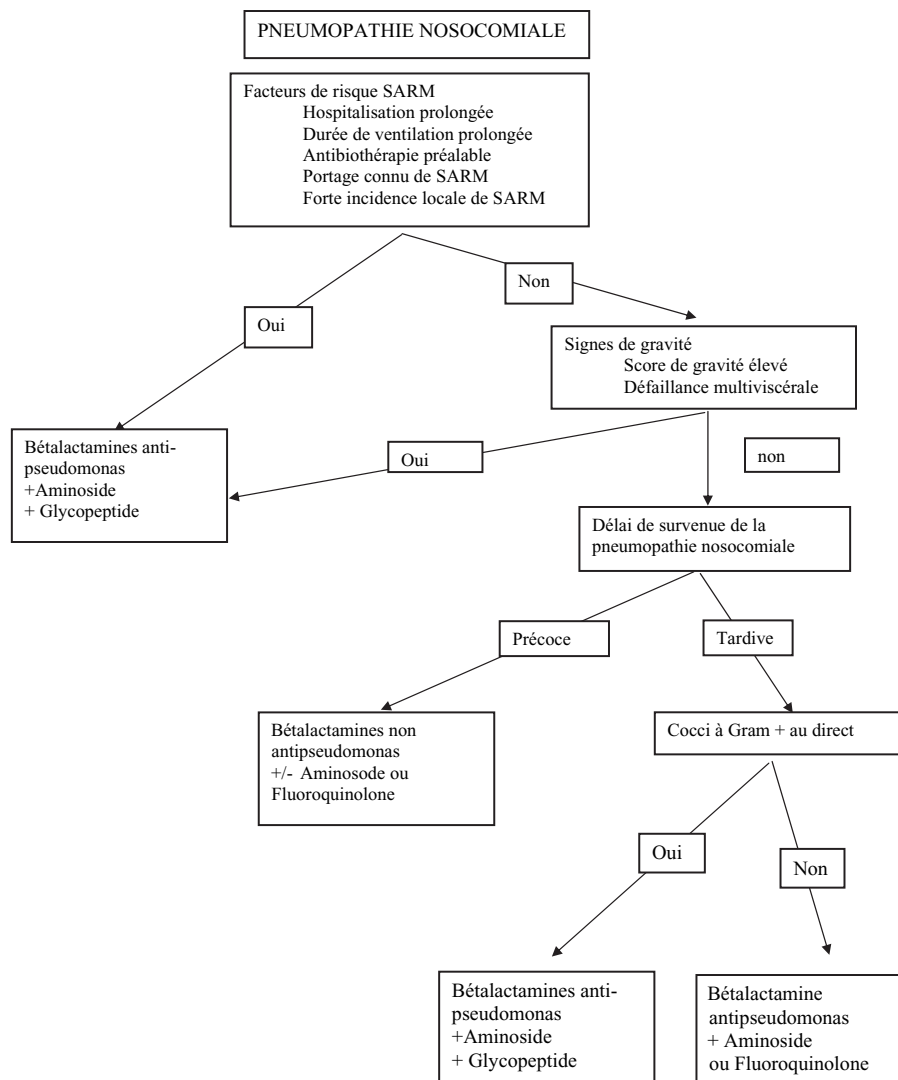 PNEUMOPATHIE NOSOCOMIALE
Facteurs de risque SARM
Hospitalisation prolongée
Durée de ventilation prolongée
Antibiothérapie préalable
Portage connu de SARM
Forte incidence locale de SARM
Non
Oui
Signes de gravité
Score de gravité élevé
Défaillance multiviscérale
Bétalactamines anti-
pseudomonas
+Aminoside
+ Glycopeptide
Oui
non
Délai de survenue de la
pneumopathie nosocomiale
Précoce
Tardive
Bétalactamines non
antipseudomonas
+/- Aminosode ou
Fluoroquinolone
Cocci à Gram + au direct
Oui
Non
Bétalactamines anti-
pseudomonas
+Aminoside
+ Glycopeptide
Bétalactamine
antipseudomonas
+ Aminoside
ou Fluoroquinolone